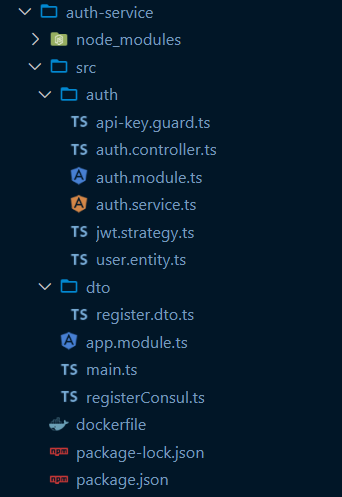 auth-service
node_modules
src
auth
TS api-key.guard.ts
TS auth.controller.ts
auth.module.ts
auth.service.ts
TS jwt.strategy.ts
TS user.entity.ts
dto
TS register.dto.ts
app.module.ts
TS main.ts
TS registerConsul.ts
dockerfile
npm package-lock.json
npm package.json